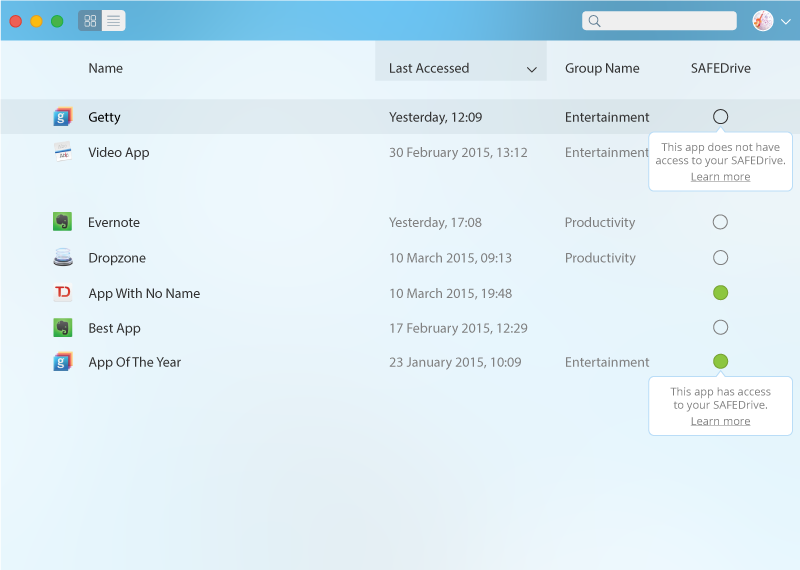 Name Last Accessed Group Name SAFEDrive
Getty Yesterday, 12:09 Entertainment
This app does not have
access to your SAFEDrive.
Learn more
Video App 30 February 2015, 13:12 Entertainment
Evernote Yesterday, 17:08 Productivity
Dropzone 10 March 2015, 09:13 Productivity
App With No Name 10 March 2015, 19:48
Best App 17 February 2015, 12:29
App Of The Year 23 January 2015, 10:09 Entertainment
This app has access
to your SAFEDrive.
Learn more